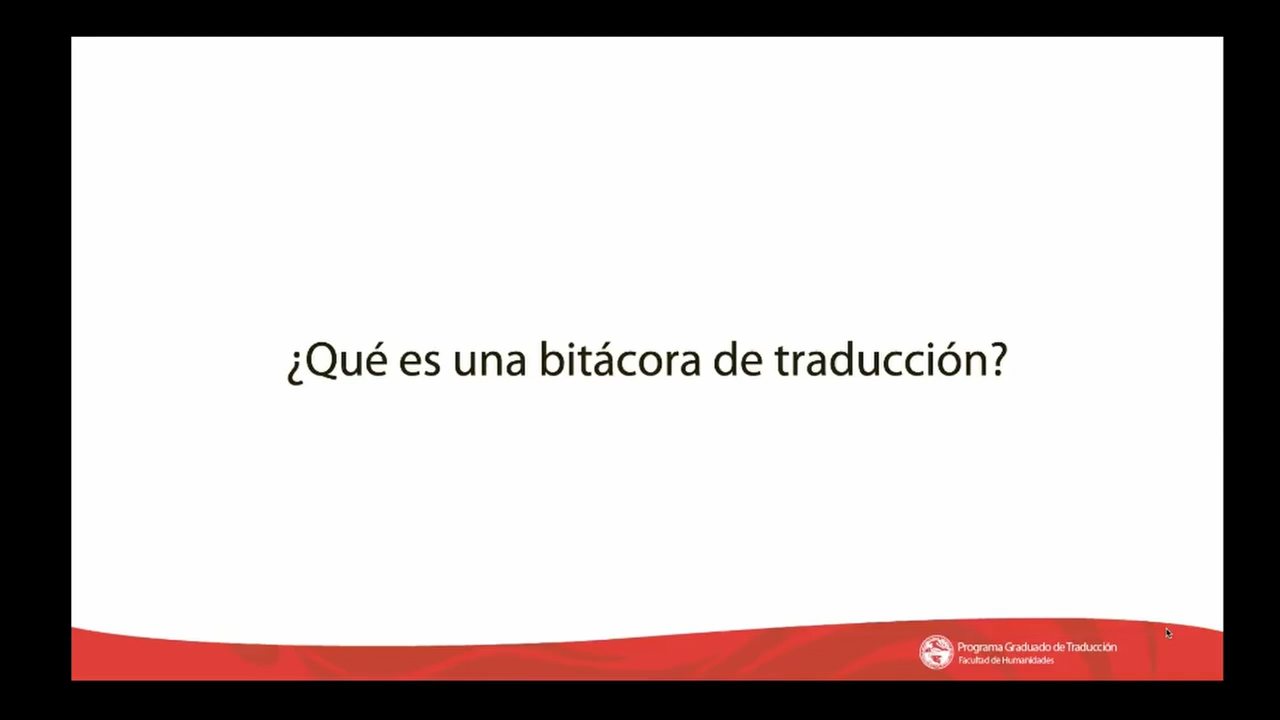 ¿Qué es una bitácora de traducción?
Programa Graduado de Traducción
Facultad de Humanidades